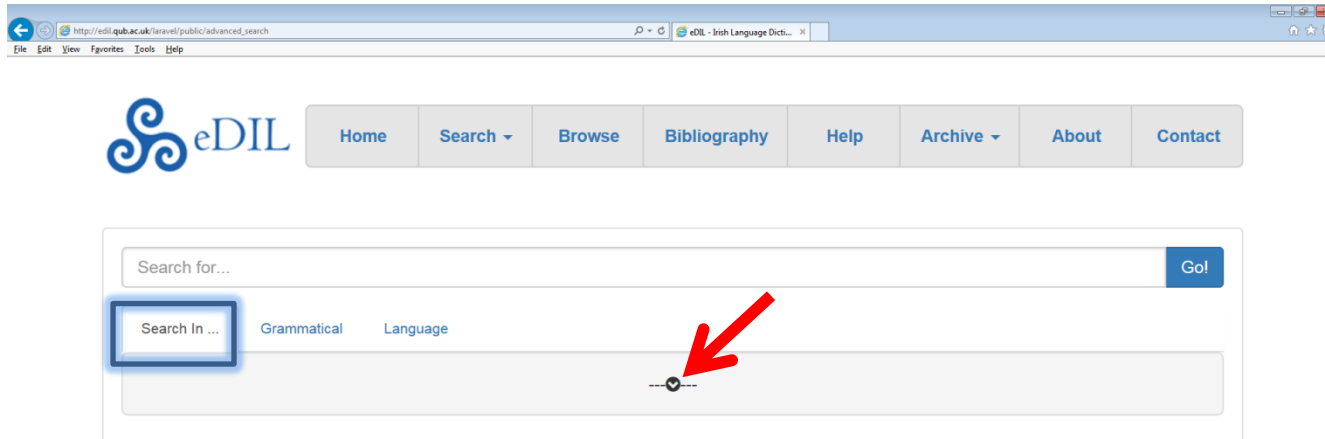 http://edil.qub.ac.uk/laravel/public/advanced_search
eDIL - Irish Language Dicti...
File Edit View Favorites Tools Help
eDIL Home Search Browse Bibliography Help Archive About Contact
Search for... Go!
Search In ... Grammatical Language
--- ---